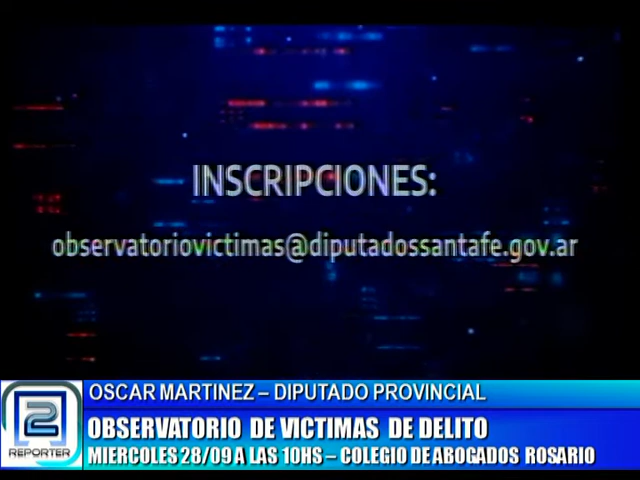 INSCRIPCIONES:
observatoriovictimas@diputadossantafe.gov.ar
OSCAR MARTINEZ – DIPUTADO PROVINCIAL
OBSERVATORIO DE VICTIMAS DE DELITO
MIERCOLES 28/09 A LAS 10HS – COLEGIO DE ABOGADOS ROSARIO
2
REPORTER